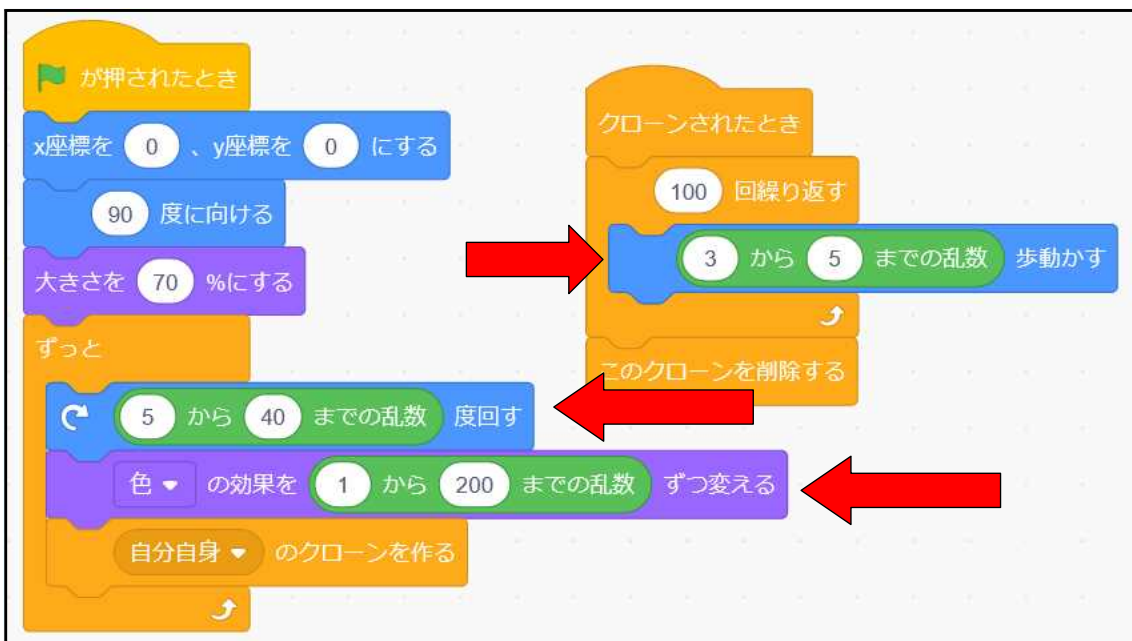 が押されたとき
x座標を 0 、y座標を 0 にする
90 度に向ける
大きさを 70 %にする
ずっと
5 から 40 までの乱数 度回す
色 の効果を 1 から 200 までの乱数 ずつ変える
自分自身 のクローンを作る
クローンされたとき
100 回繰り返す
3 から 5 までの乱数 歩動かす
このクローンを削除する